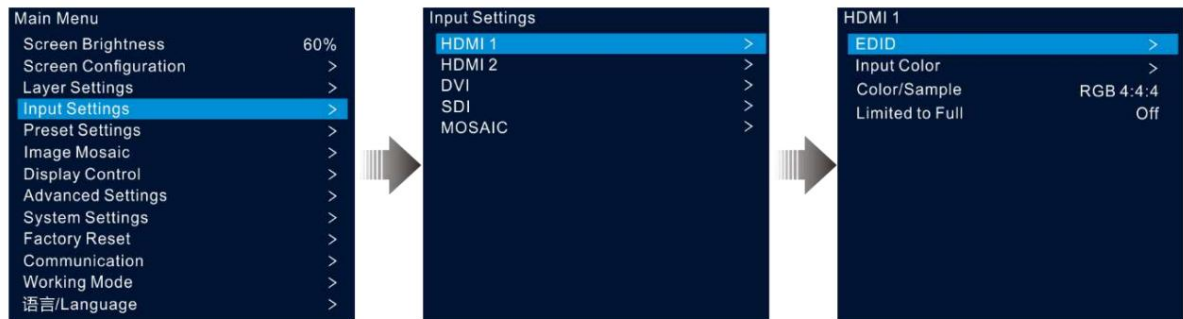 Main Menu
Screen Brightness 60%
Screen Configuration >
Layer Settings >
Input Settings >
Preset Settings >
Image Mosaic >
Display Control >
Advanced Settings >
System Settings >
Factory Reset >
Communication >
Working Mode >
语言/Language >
Input Settings
HDMI 1 >
HDMI 2 >
DVI >
SDI >
MOSAIC >
HDMI 1
EDID >
Input Color >
Color/Sample RGB 4:4:4
Limited to Full Off